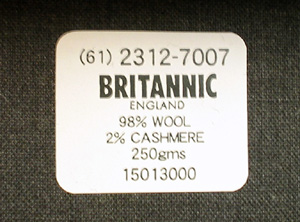 (61) 2312-7007
BRITANNIC
ENGLAND
98% WOOL
2% CASHMERE
250gms
15013000